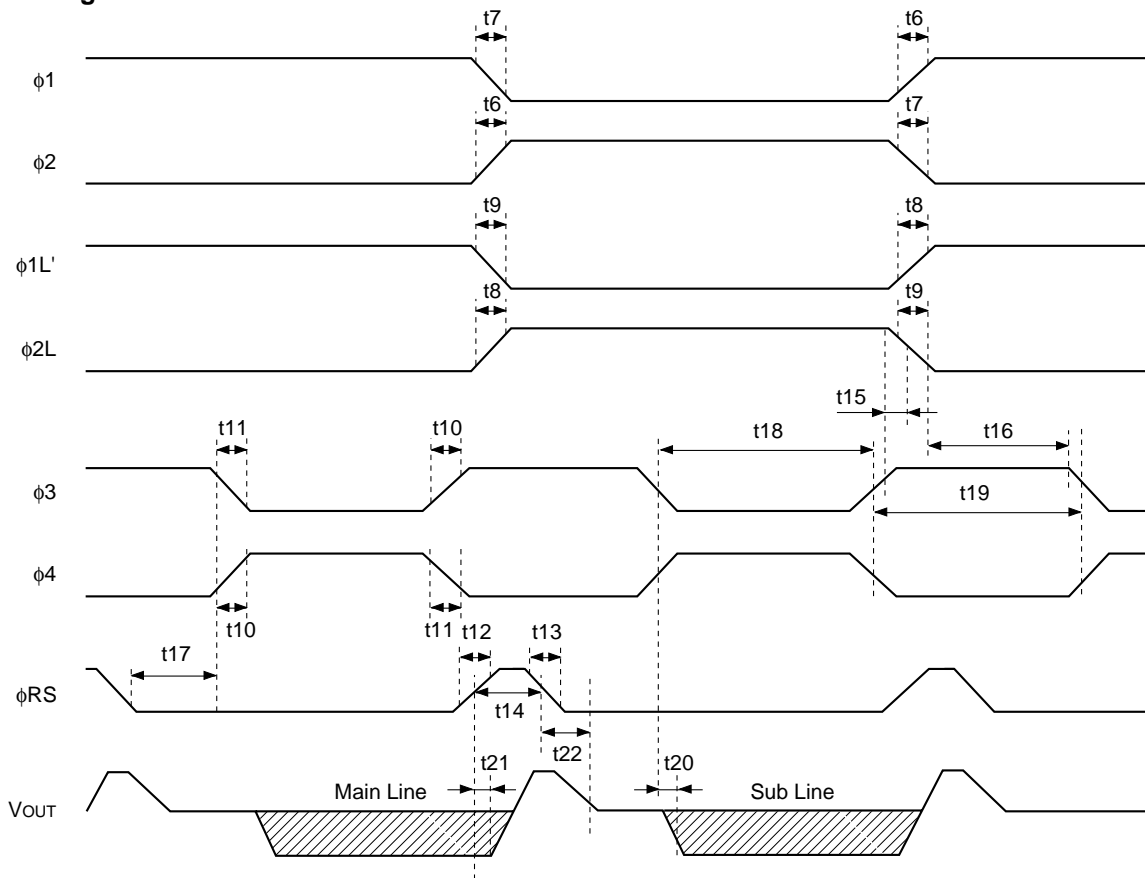 t7 t6
ϕ1
t6 t7
ϕ2
t9 t8
ϕ1L'
t8 t9
ϕ2L
t15
t11 t10 t18 t16
ϕ3
t19
ϕ4
t10 t11 t12 t13
t17
ϕRS
t14
t22
t21 t20
Main Line Sub Line
VOUT